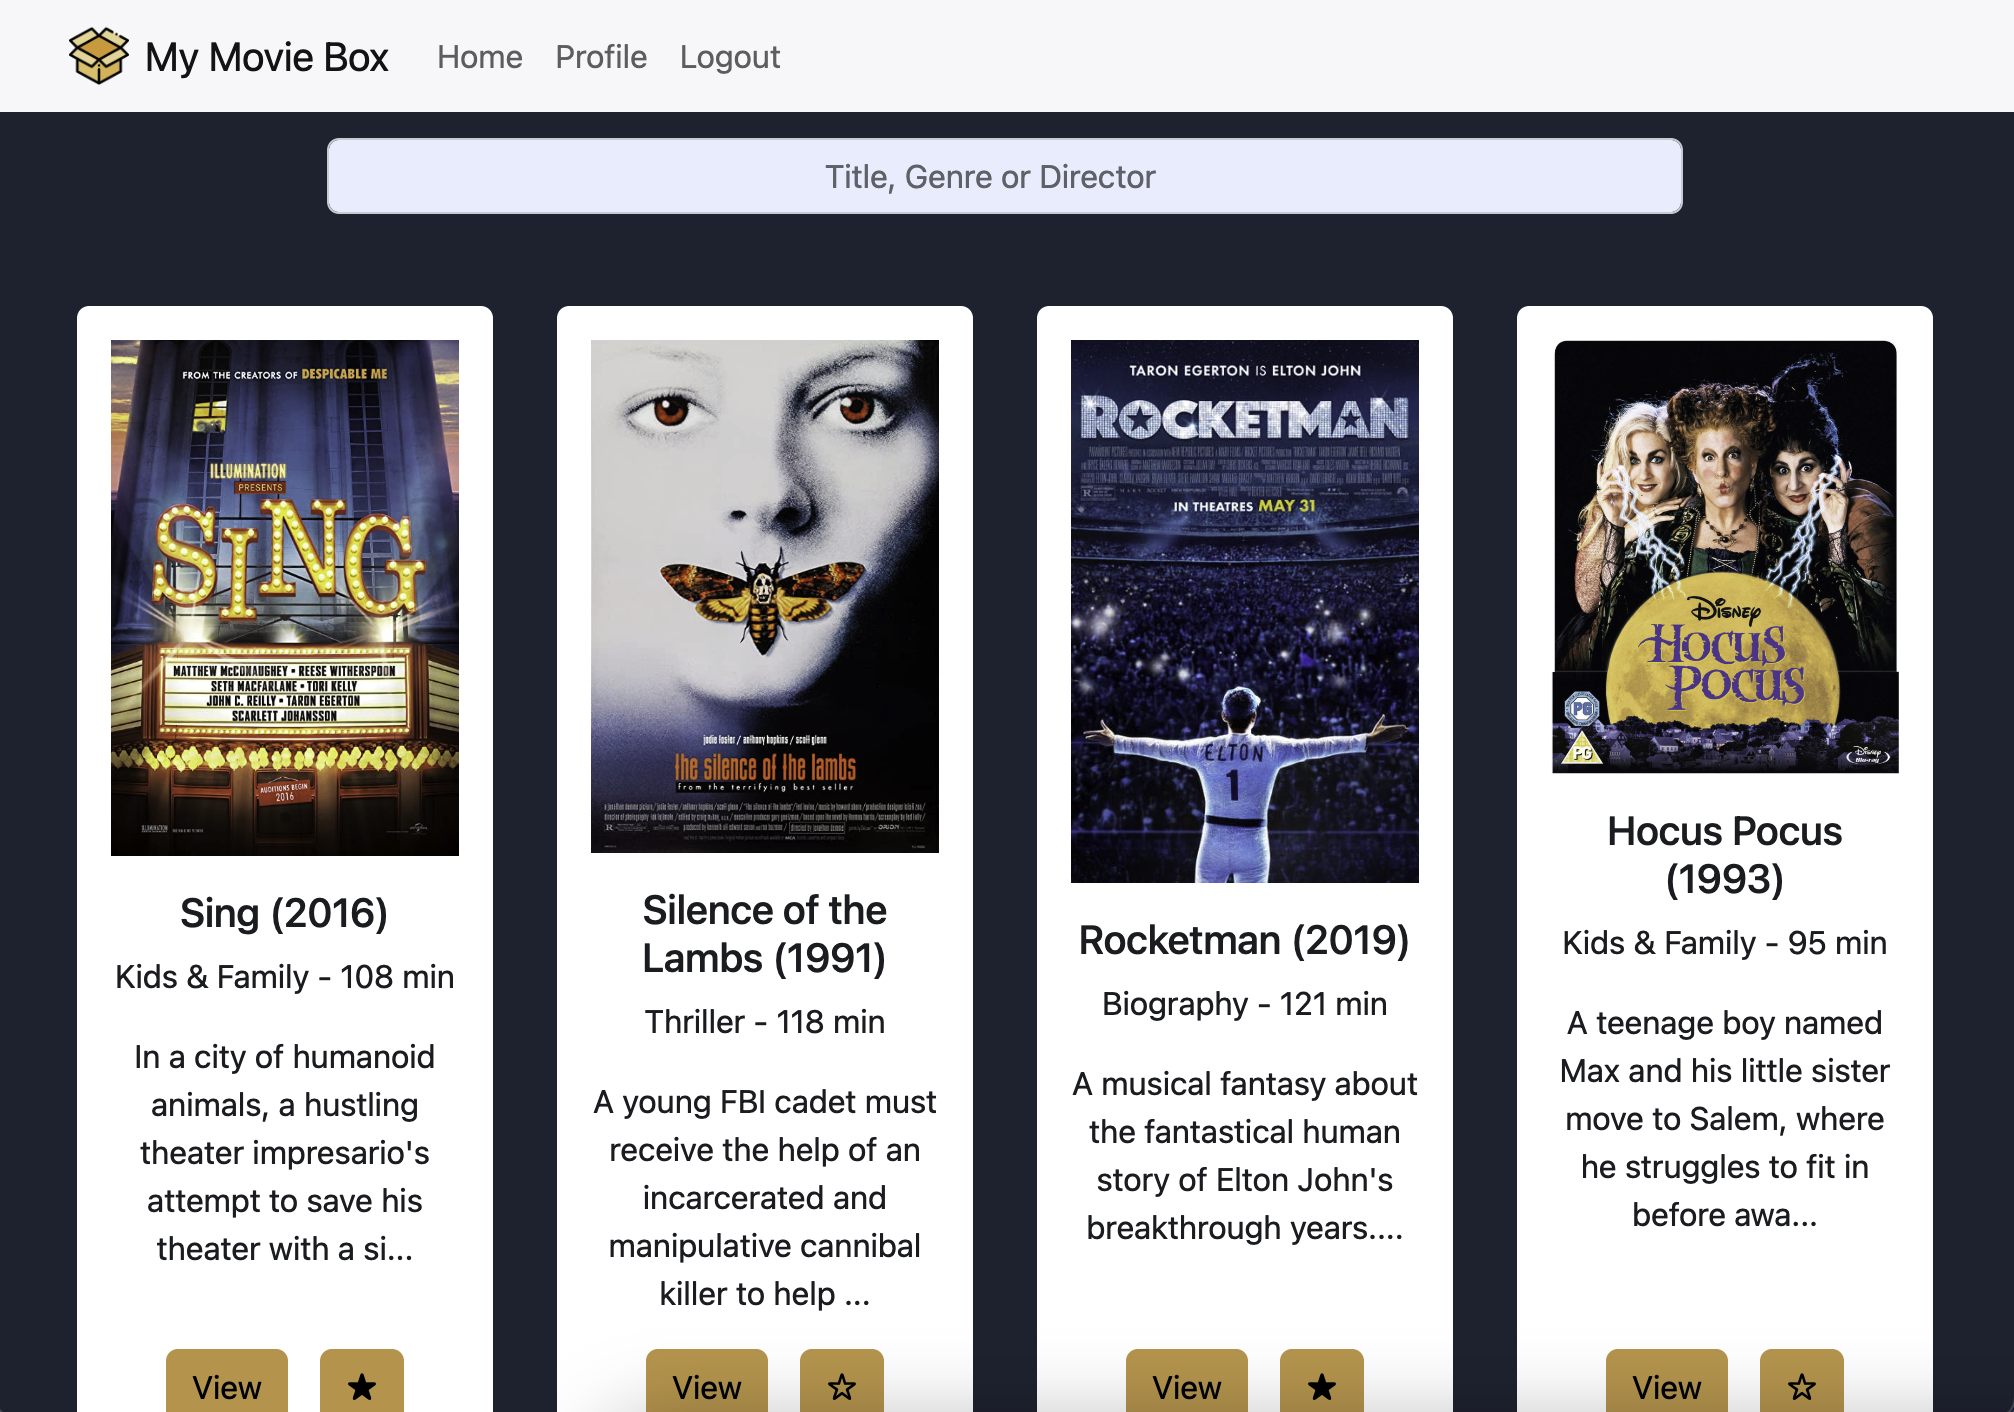 My Movie Box
Home
Profile
Logout
Title, Genre or Director
FROM THE CREATORS OF DESPICABLE ME
ILLUMINATION
PRESENTS
SING
MATTHEW McCONAUGHEY • REESE WITHERSPOON
SETH MACFARLANE • TORI KELLY
JOHN C. REILLY • TARON EGERTON
SCARLETT JOHANSSON
AUDITIONS BEGIN
2016
Sing (2016)
Kids & Family - 108 min
In a city of humanoid
animals, a hustling
theater impresario's
attempt to save his
theater with a si...
View
jodie foster / anthony hopkins / scott glenn
the silence of the lambs
from the terrifying best seller
Silence of the
Lambs (1991)
Thriller - 118 min
A young FBI cadet must
receive the help of an
incarcerated and
manipulative cannibal
killer to help ...
View
TARON EGERTON IS ELTON JOHN
ROCKETMAN
IN THEATRES MAY 31
ELTON
1
Rocketman (2019)
Biography - 121 min
A musical fantasy about
the fantastical human
story of Elton John's
breakthrough years....
View
Disney
HOCUS
POCUS
PG
PG
Disney
Blu-ray
Hocus Pocus
(1993)
Kids & Family - 95 min
A teenage boy named
Max and his little sister
move to Salem, where
he struggles to fit in
before awa...
View